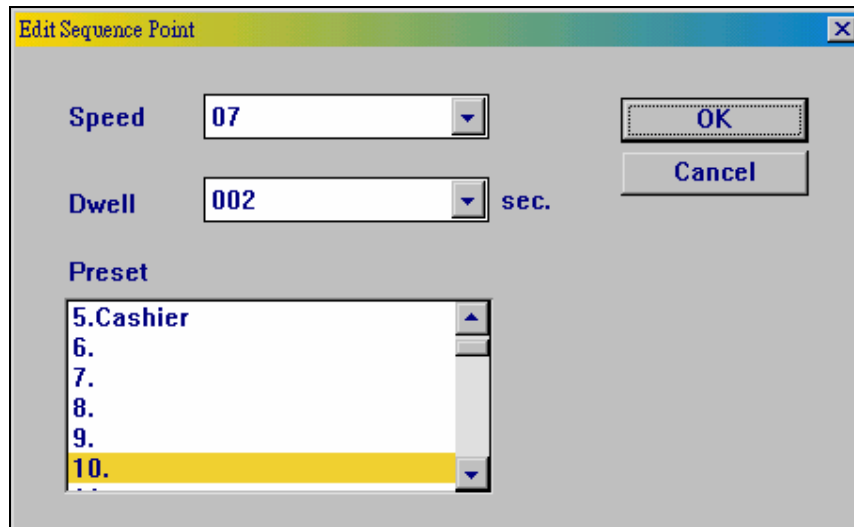 Edit Sequence Point
Speed 07 OK
Cancel
Dwell 002 sec.
Preset
5.Cashier
6.
7.
8.
9.
10.